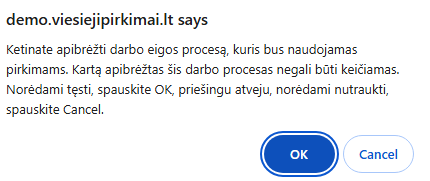 demo.viesiejipirkimai.lt says
Ketinate apibrėžti darbo eigos procesą, kuris bus naudojamas
pirkimams. Kartą apibrėžtas šis darbo procesas negali būti keičiamas.
Norėdami tęsti, spauskite OK, priešingu atveju, norėdami nutraukti,
spauskite Cancel.
OK
Cancel